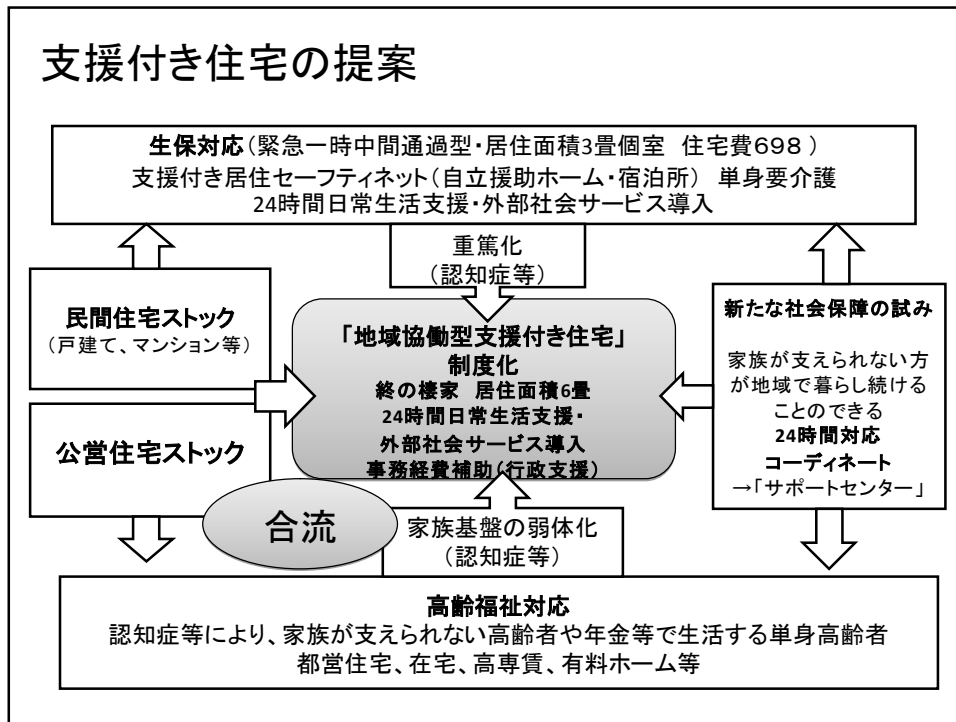 支援付き住宅の提案
生保対応(緊急一時中間通過型・居住面積3畳個室 住宅費698 )
支援付き居住セーフティネット(自立援助ホーム・宿泊所) 単身要介護
24時間日常生活支援・外部社会サービス導入
重篤化
(認知症等)
民間住宅ストック
(戸建て、マンション等)
公営住宅ストック
「地域協働型支援付き住宅」
制度化
終の棲家 居住面積6畳
24時間日常生活支援・
外部社会サービス導入
事務経費補助(行政支援)
新たな社会保障の試み
家族が支えられない方
が地域で暮らし続ける
ことのできる
24時間対応
コーディネート
→「サポートセンター」
合流
家族基盤の弱体化
(認知症等)
高齢福祉対応
認知症等により、家族が支えられない高齢者や年金等で生活する単身高齢者
都営住宅、在宅、高専賃、有料ホーム等